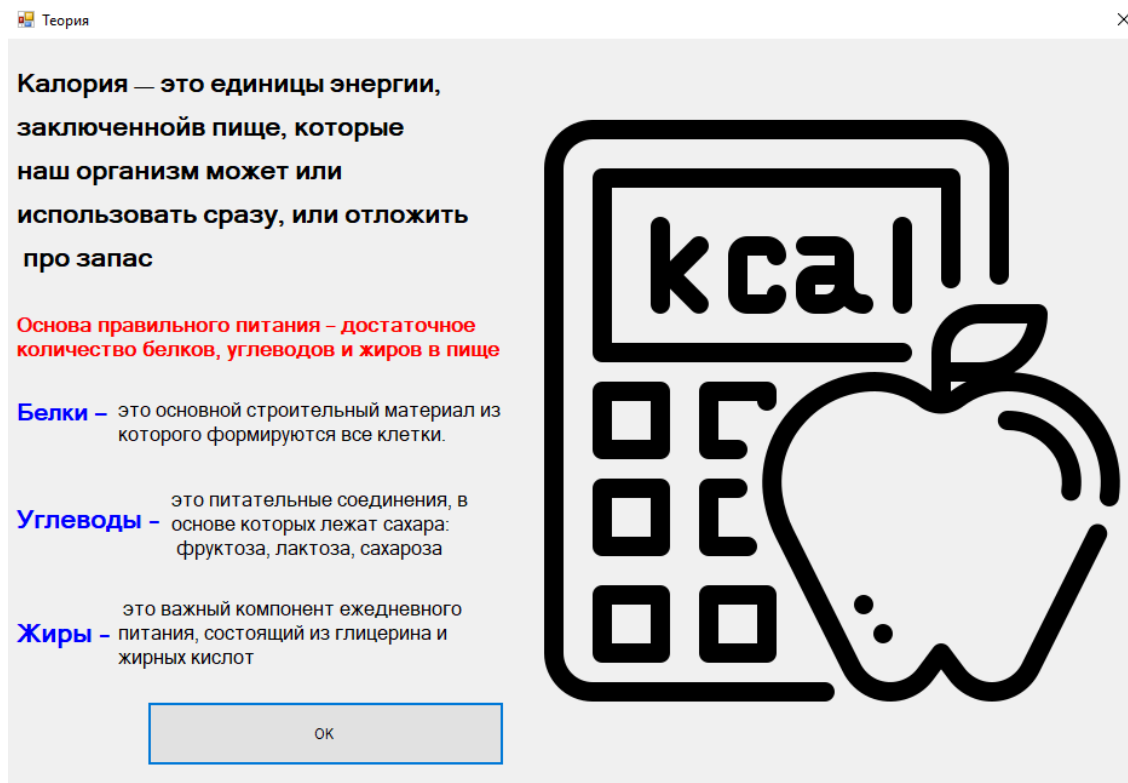 Теория
Калория — это единицы энергии,
заключеннойв пище, которые
наш организм может или
использовать сразу, или отложить
про запас
Основа правильного питания – достаточное
количество белков, углеводов и жиров в пище
Белки – это основной строительный материал из
которого формируются все клетки.
Углеводы – это питательные соединения, в
основе которых лежат сахара:
фруктоза, лактоза, сахароза
Жиры – это важный компонент ежедневного
питания, состоящий из глицерина и
жирных кислот
OK
kcal